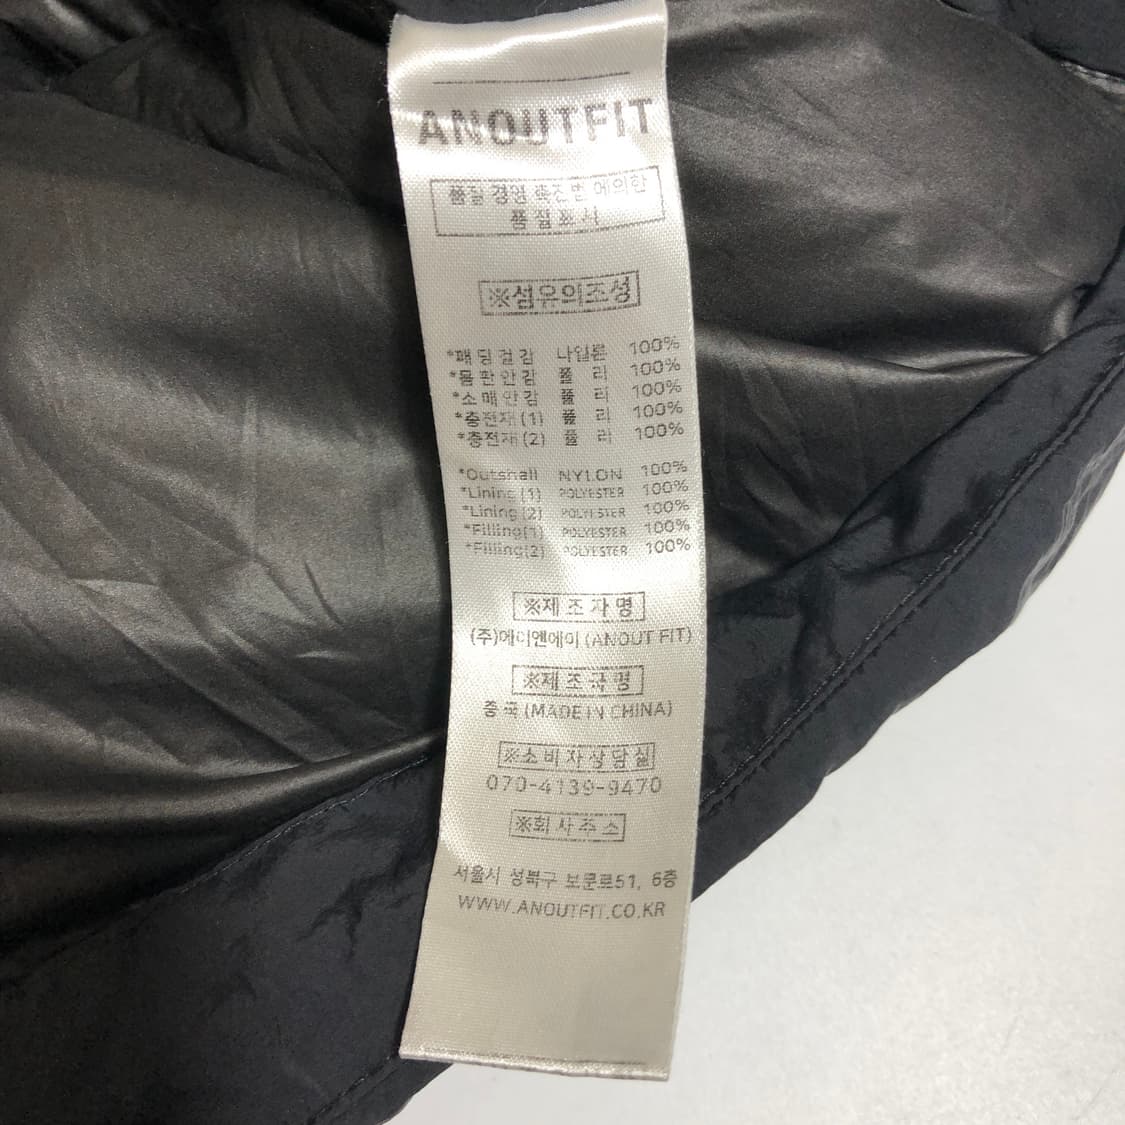 ANOUTFIT
품질 경영 촉진법에의한
품질표시
※섬유의조성
*패딩겉감 나일론 100%
*몸판안감 폴리 100%
*소매안감 폴리 100%
*충전재(1) 폴리 100%
*충전재(2) 폴리 100%
*Outshall NYLON 100%
*Lining(1) POLYESTER 100%
*Lining(2) POLYESTER 100%
*Filling(1) POLYESTER 100%
*Filling(2) POLYESTER 100%
※제조자명
(주)에이엔에이(ANOUT FIT)
※제조국명
중국(MADE IN CHINA)
※소비자상담실
070-4139-9470
※회사주소
서울시 성북구 보문로51, 6층
WWW.ANOUTFIT.CO.KR